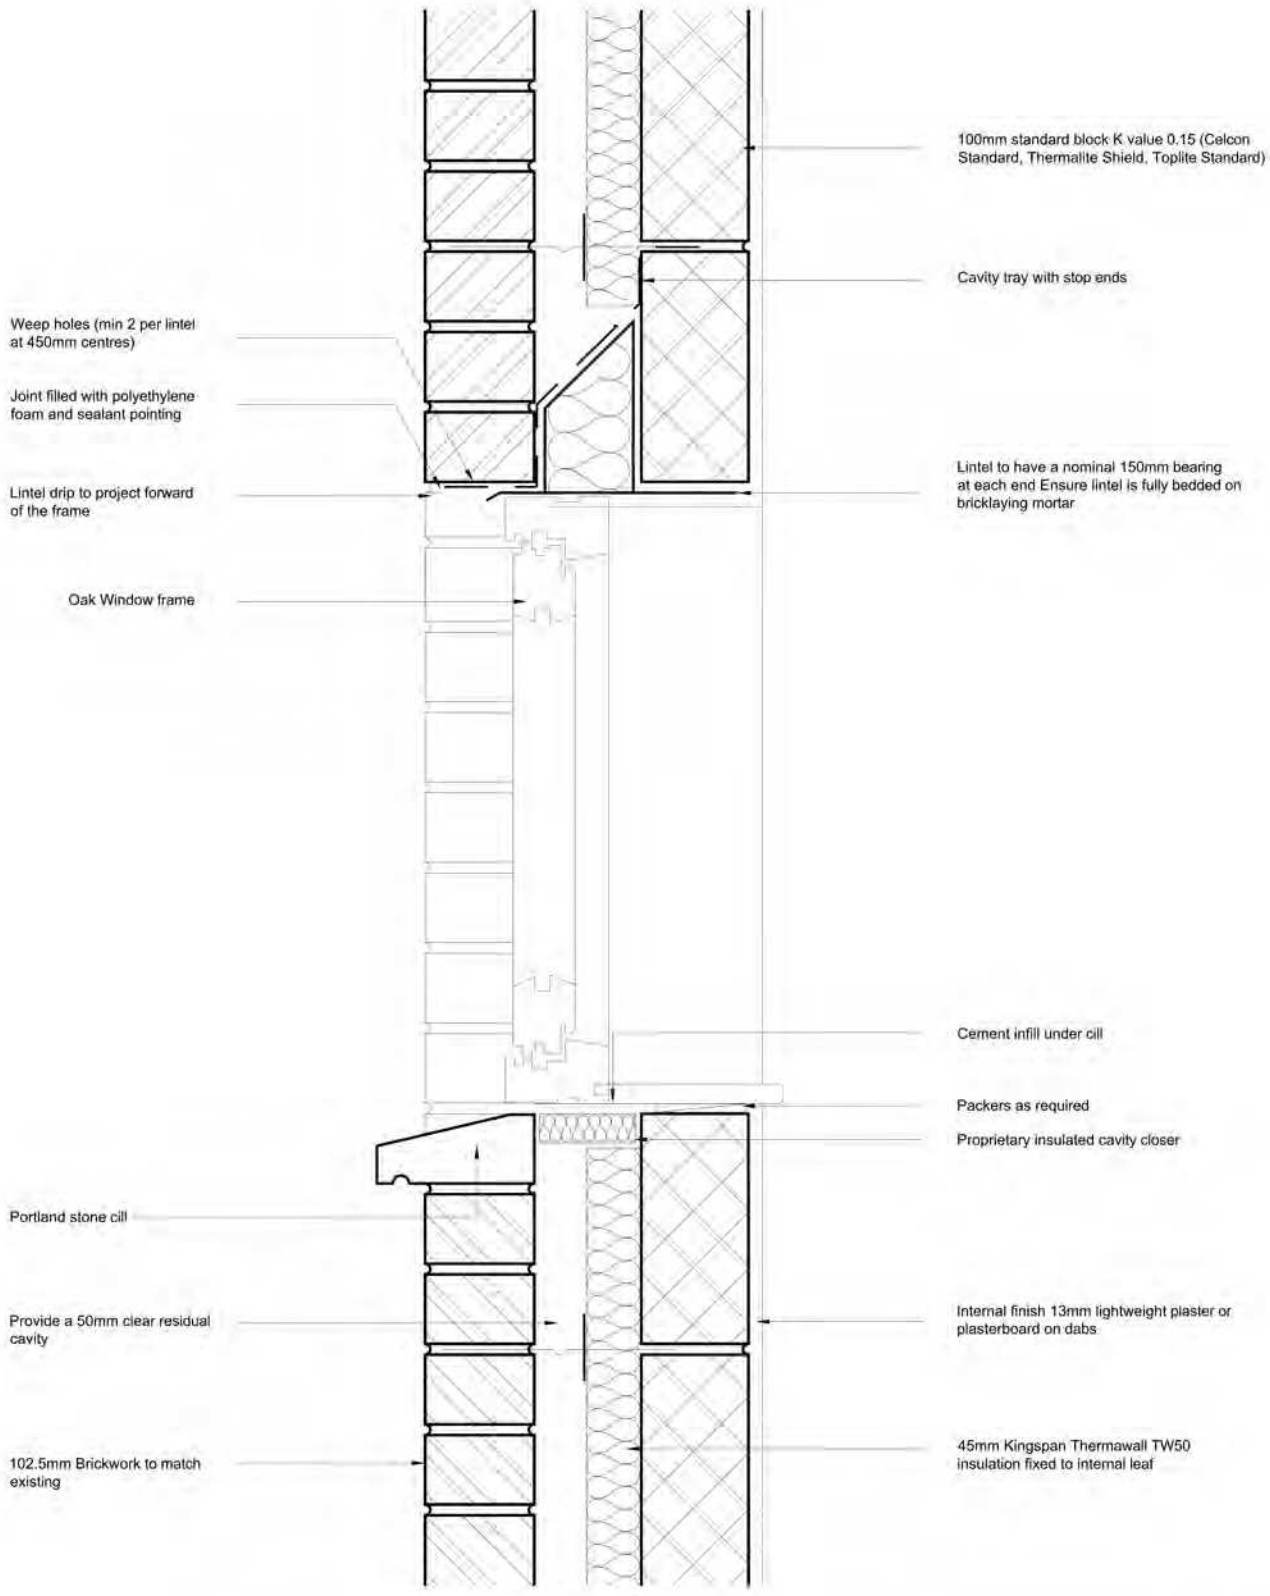 100mm standard block K value 0.15 (Celcon
Standard, Thermalite Shield, Toplite Standard)
Cavity tray with stop ends
Weep holes (min 2 per lintel
at 450mm centres)
Joint filled with polyethylene
foam and sealant pointing
Lintel drip to project forward
of the frame
Lintel to have a nominal 150mm bearing
at each end Ensure lintel is fully bedded on
bricklaying mortar
Oak Window frame
Cement infill under cill
Packers as required
Proprietary insulated cavity closer
Portland stone cill
Provide a 50mm clear residual
cavity
Internal finish 13mm lightweight plaster or
plasterboard on dabs
102.5mm Brickwork to match
existing
45mm Kingspan Thermawall TW50
insulation fixed to internal leaf